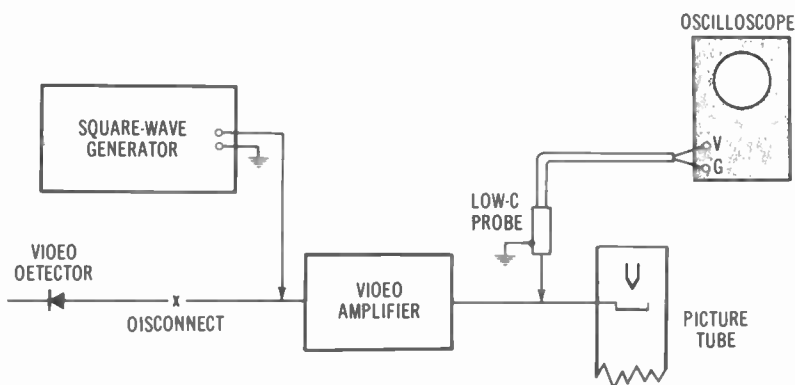 OSCILLOSCOPE
SQUARE-WAVE
GENERATOR
V
G
LOW-C
PROBE
VIOEO
OETECTOR
x
OISCONNECT
VIOEO
AMPLIFIER
PICTURE
TUBE